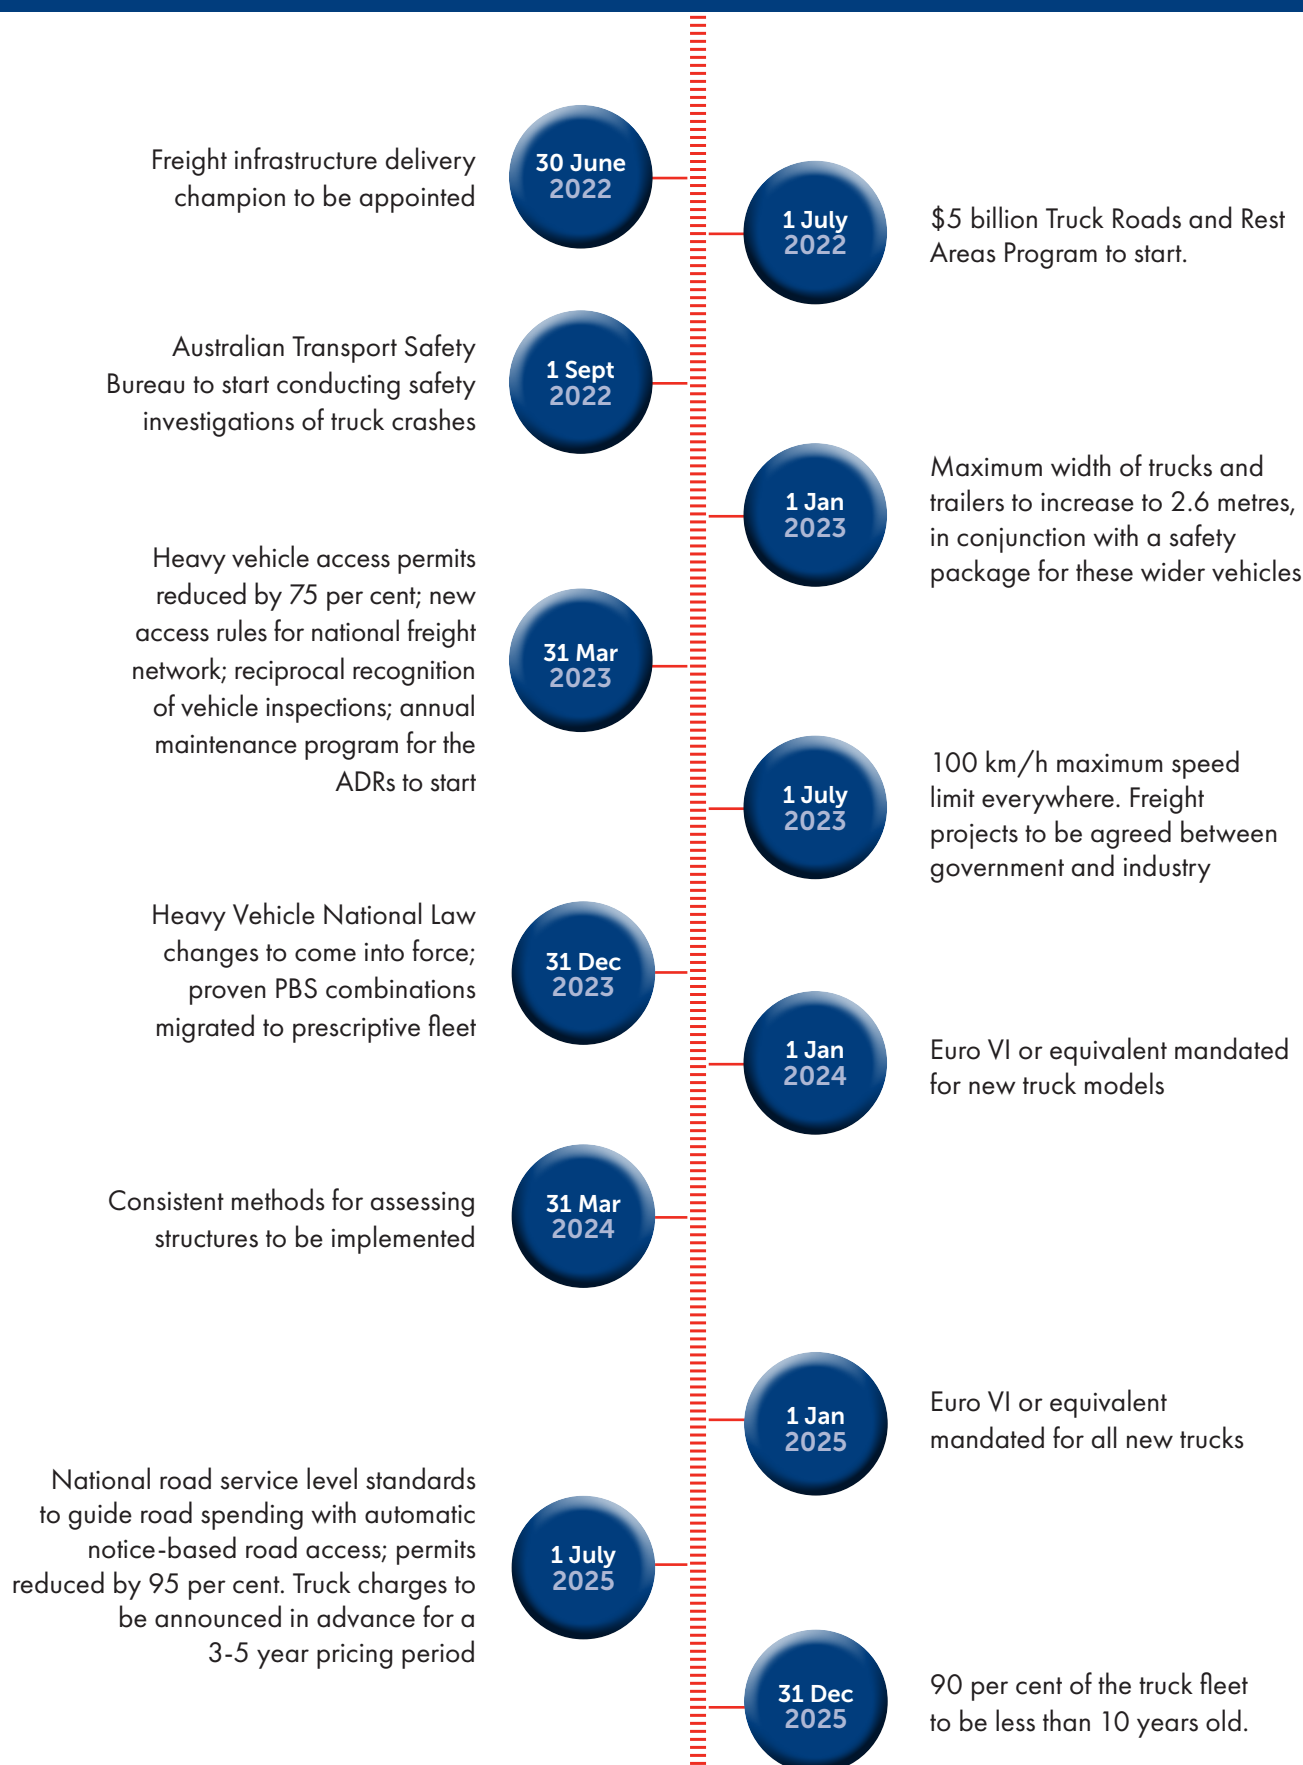 Freight infrastructure delivery
champion to be appointed
30 June
2022
1 July
2022
$5 billion Truck Roads and Rest
Areas Program to start.
Australian Transport Safety
Bureau to start conducting safety
investigations of truck crashes
1 Sept
2022
1 Jan
2023
Maximum width of trucks and
trailers to increase to 2.6 metres,
in conjunction with a safety
package for these wider vehicles
Heavy vehicle access permits
reduced by 75 per cent; new
access rules for national freight
network; reciprocal recognition
of vehicle inspections; annual
maintenance program for the
ADRs to start
31 Mar
2023
1 July
2023
100 km/h maximum speed
limit everywhere. Freight
projects to be agreed between
government and industry
Heavy Vehicle National Law
changes to come into force;
proven PBS combinations
migrated to prescriptive fleet
31 Dec
2023
1 Jan
2024
Euro VI or equivalent mandated
for new truck models
Consistent methods for assessing
structures to be implemented
31 Mar
2024
1 Jan
2025
Euro VI or equivalent
mandated for all new trucks
National road service level standards
to guide road spending with automatic
notice-based road access; permits
reduced by 95 per cent. Truck charges to
be announced in advance for a
3-5 year pricing period
1 July
2025
31 Dec
2025
90 per cent of the truck fleet
to be less than 10 years old.